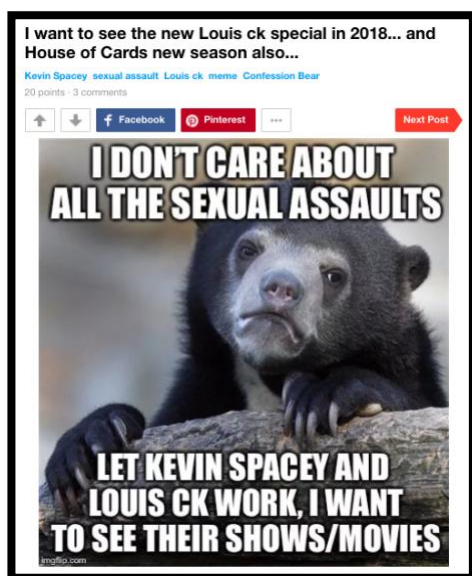 I want to see the new Louis ck special in 2018... and
House of Cards new season also...
Kevin Spacey sexual assault Louis ck meme Confession Bear
20 points · 3 comments
Facebook Pinterest Next Post
I DON'T CARE ABOUT
ALL THE SEXUAL ASSAULTS
LET KEVIN SPACEY AND
LOUIS CK WORK, I WANT
TO SEE THEIR SHOWS/MOVIES
imgflip.com